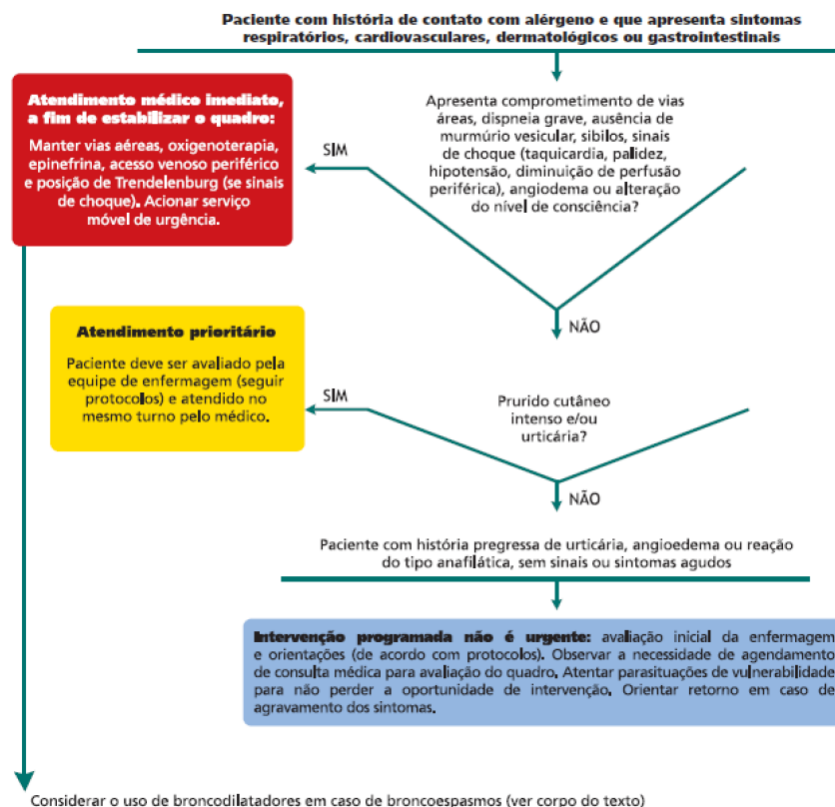 Paciente com história de contato com alérgeno e que apresenta sintomas
respiratórios, cardiovasculares, dermatológicos ou gastrointestinais
Atendimento médico imediato,
a fim de estabilizar o quadro:
Manter vias aéreas, oxigenoterapia,
epinefrina, acesso venoso periférico
e posição de Trendelenburg (se sinais
de choque). Acionar serviço
móvel de urgência.
SIM
Apresenta comprometimento de vias
áreas, dispneia grave, ausência de
murmúrio vesicular, sibilos, sinais
de choque (taquicardia, palidez,
hipotensão, diminuição de perfusão
periférica), angiodema ou alteração
do nível de consciência?
NÃO
Atendimento prioritário
Paciente deve ser avaliado pela
equipe de enfermagem (seguir
protocolos) e atendido no
mesmo turno pelo médico.
SIM
Prurido cutâneo
intenso e/ou
urticária?
NÃO
Paciente com história pregressa de urticária, angioedema ou reação
do tipo anafilática, sem sinais ou sintomas agudos
Intervenção programada não é urgente: avaliação inicial da enfermagem
e orientações (de acordo com protocolos). Observar a necessidade de agendamento
de consulta médica para avaliação do quadro. Atentar parasituações de vulnerabilidade
para não perder a oportunidade de intervenção. Orientar retorno em caso de
agravamento dos sintomas.
Considerar o uso de broncodilatadores em caso de broncoespasmos (ver corpo do texto)